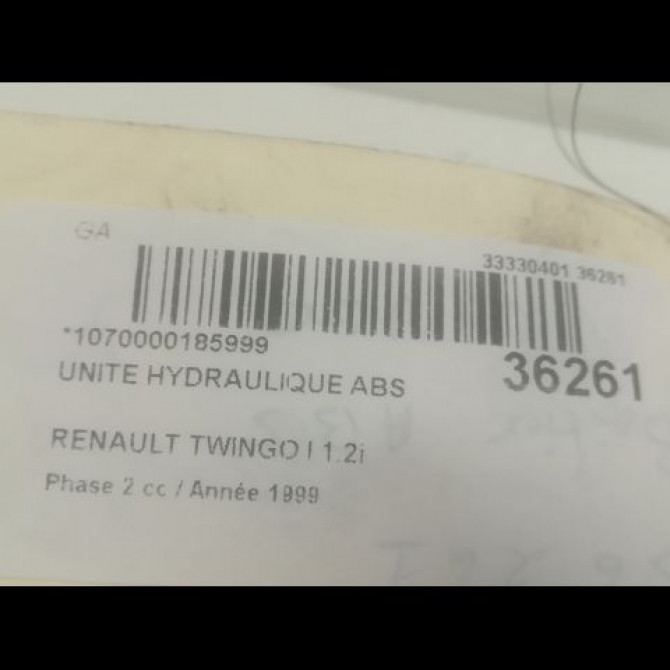 GA
33330401 36261
*1070000185999
36261
UNITE HYDRAULIQUE ABS
RENAULT TWINGO I 1.2i
Phase 2 cc / Année 1999